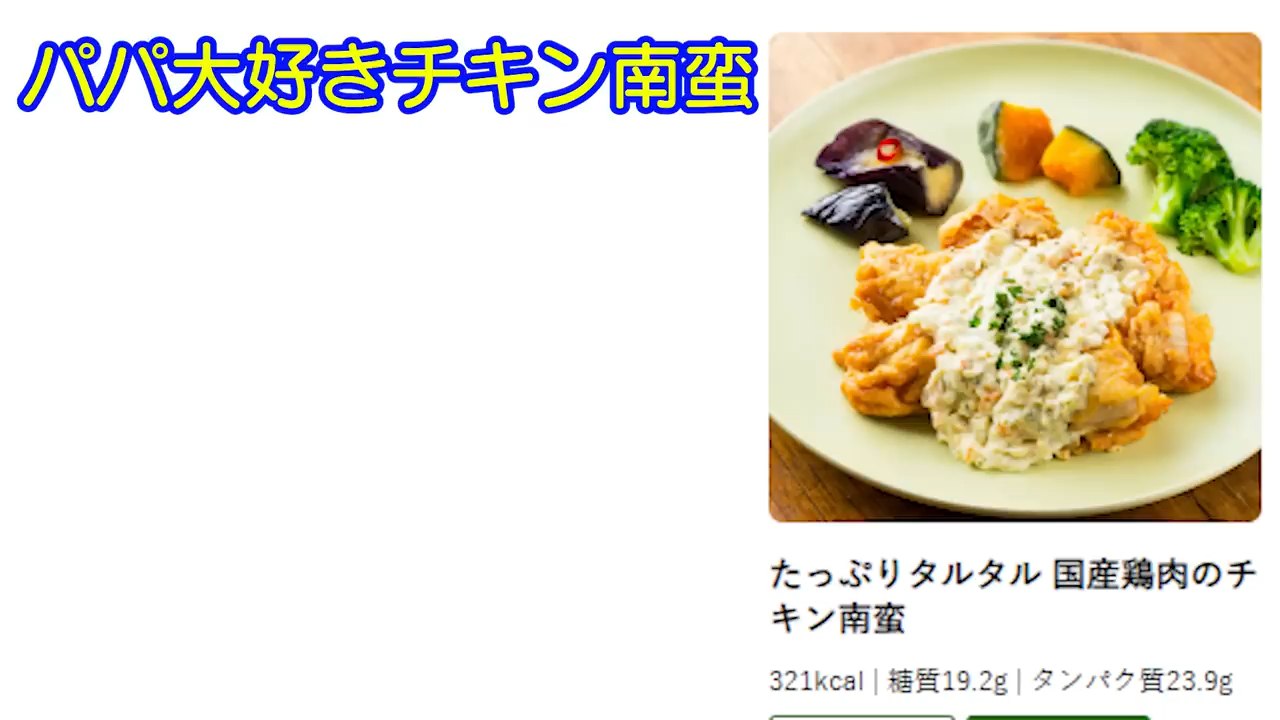 パパ大好きチキン南蛮
たっぷりタルタル 国産鶏肉のチ
キン南蛮
321kcal | 糖質19.2g | タンパク質23.9g